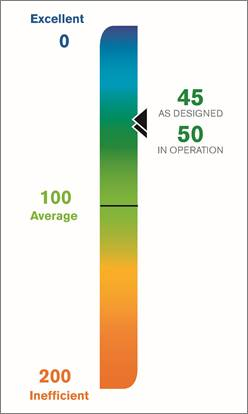 Excellent
0
45
AS DESIGNED
50
IN OPERATION
100
Average
200
Inefficient